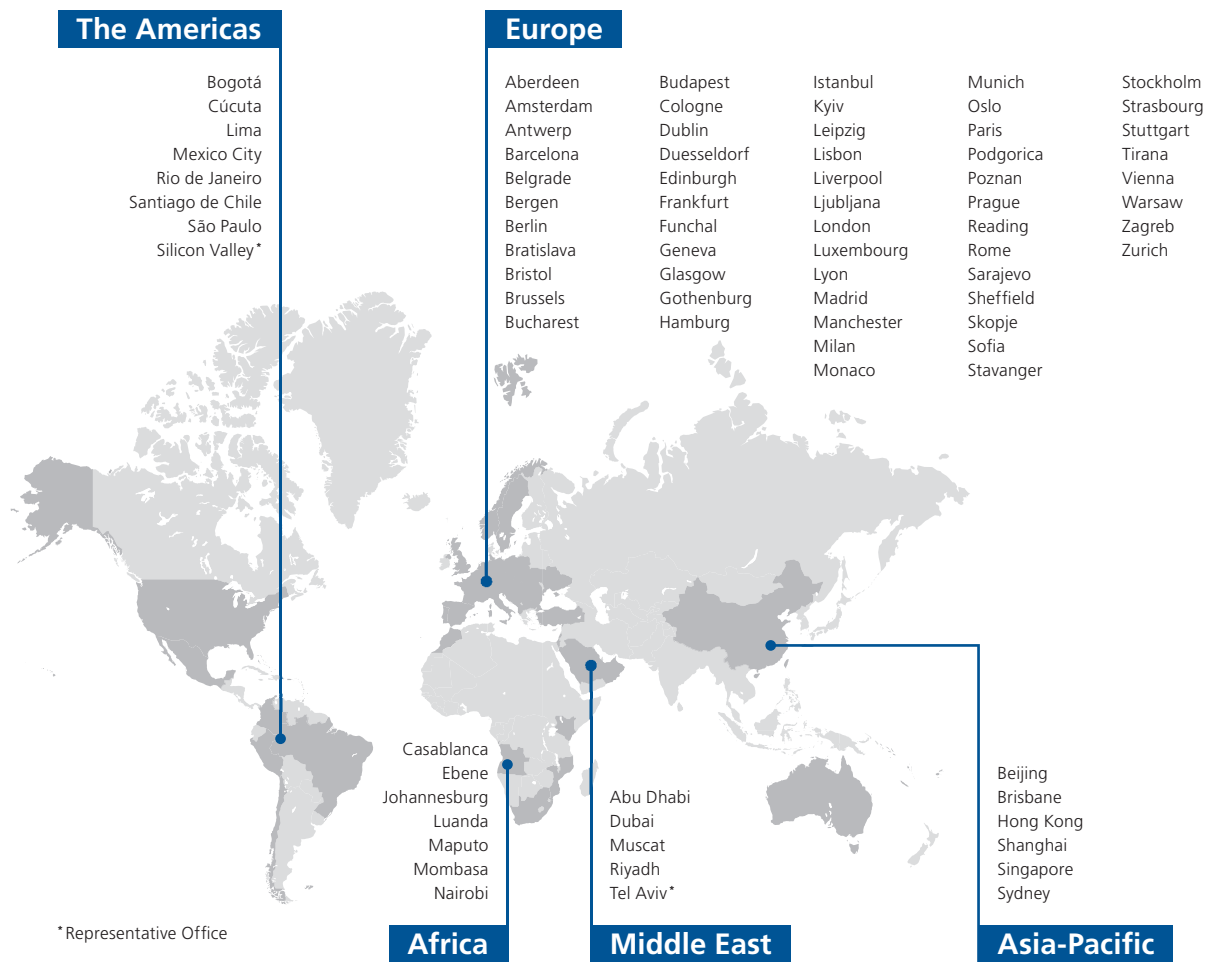 The Americas
Bogotá
Cúcuta
Lima
Mexico City
Rio de Janeiro
Santiago de Chile
São Paulo
Silicon Valley*
Europe
Aberdeen
Amsterdam
Antwerp
Barcelona
Belgrade
Bergen
Berlin
Bratislava
Bristol
Brussels
Bucharest
Budapest
Cologne
Dublin
Duesseldorf
Edinburgh
Frankfurt
Funchal
Geneva
Glasgow
Gothenburg
Hamburg
Istanbul
Kyiv
Leipzig
Lisbon
Liverpool
Ljubljana
London
Luxembourg
Lyon
Madrid
Manchester
Milan
Monaco
Munich
Oslo
Paris
Podgorica
Poznan
Prague
Reading
Rome
Sarajevo
Sheffield
Skopje
Sofia
Stavanger
Stockholm
Strasbourg
Stuttgart
Tirana
Vienna
Warsaw
Zagreb
Zurich
Casablanca
Ebene
Johannesburg
Luanda
Maputo
Mombasa
Nairobi
Africa
Abu Dhabi
Dubai
Muscat
Riyadh
Tel Aviv*
Middle East
Beijing
Brisbane
Hong Kong
Shanghai
Singapore
Sydney
Asia-Pacific
*Representative Office